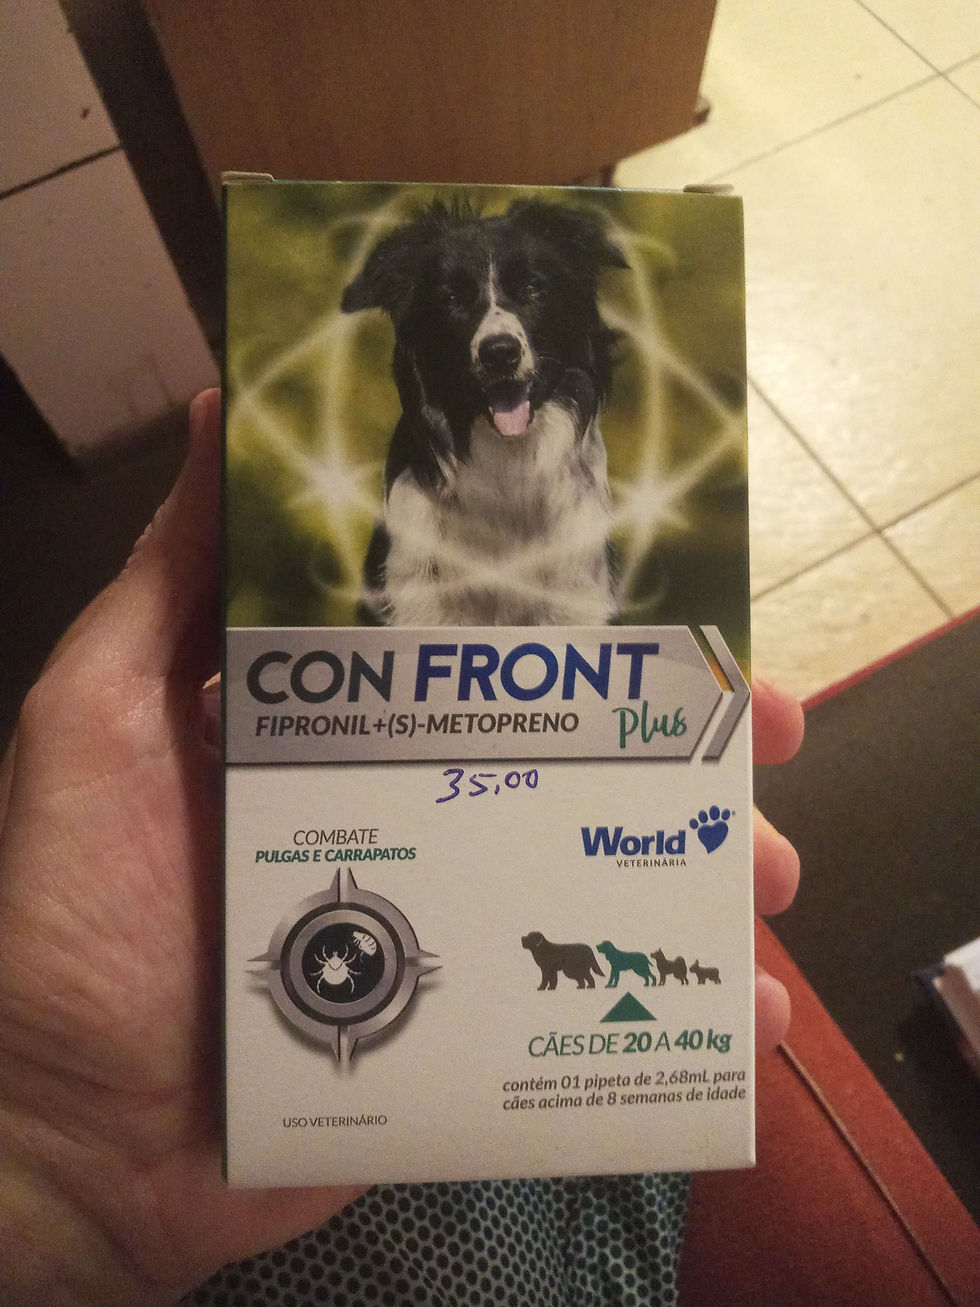 CON FRONT
FIPRONIL+(S)-METOPRENO
Plus
35,00
COMBATE
PULGAS E CARRAPATOS
World
VETERINÁRIA
CÃES DE 20 A 40 kg
contém 01 pipeta de 2,68mL para
cães acima de 8 semanas de idade
USO VETERINÁRIO